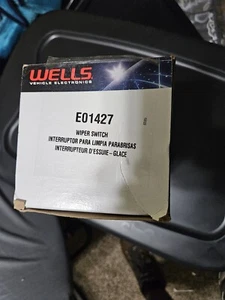 WELLS
VEHICLE ELECTRONICS
E01427
WIPER SWITCH
INTERRUPTOR PARA LIMPIA PARABRISAS
INTERRUPTEUR D'ESSUIE - GLACE